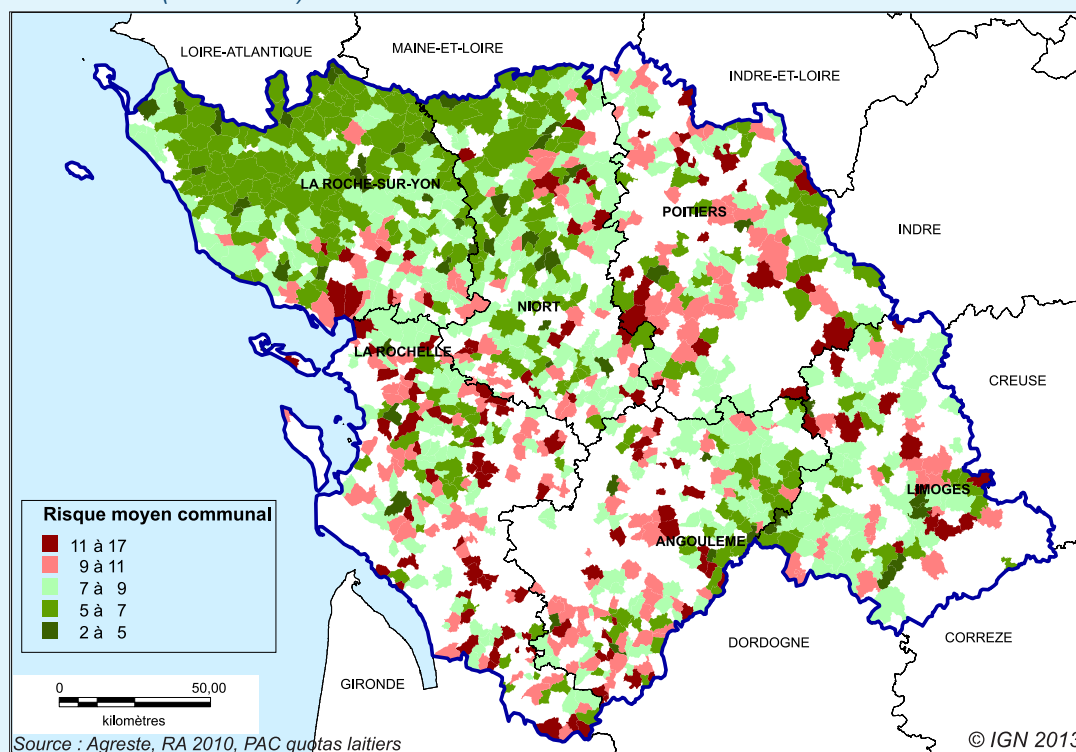 LOIRE-ATLANTIQUE
MAINE-ET-LOIRE
INDRE-ET-LOIRE
LA ROCHE-SUR-YON
POITIERS
INDRE
NIORT
LA ROCHELLE
CREUSE
LIMOGES
ANGOULEME
DORDOGNE
CORREZE
GIRONDE
Risque moyen communal
11 à 17
9 à 11
7 à 9
5 à 7
2 à 5
0 50,00
kilomètres
Source : Agreste, RA 2010, PAC quotas laitiers
© IGN 2013